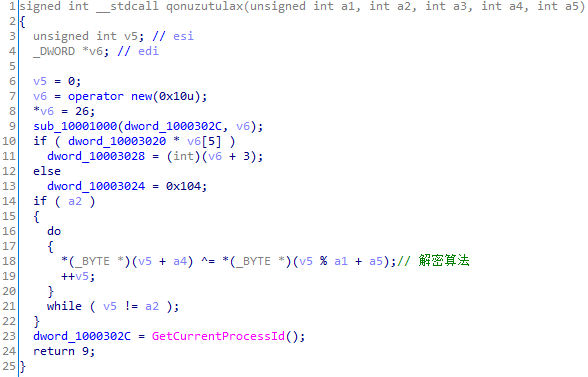 1 signed int __stdcall qonuzutulax(unsigned int a1, int a2, int a3, int a4, int a5)
2 {
3 unsigned int v5; // esi
4 _DWORD *v6; // edi
5
6 v5 = 0;
7 v6 = operator new(0x10u);
8 *v6 = 26;
9 sub_10001000(dword_1000302C, v6);
10 if ( dword_10003020 * v6[5] )
11 dword_10003028 = (int)(v6 + 3);
12 else
13 dword_10003024 = 0x104;
14 if ( a2 )
15 {
16 do
17 {
18 *(_BYTE *)(v5 + a4) ^= *(_BYTE *)(v5 % a1 + a5);// 解密算法
19 ++v5;
20 }
21 while ( v5 != a2 );
22 }
23 dword_1000302C = GetCurrentProcessId();
24 return 9;
25 }